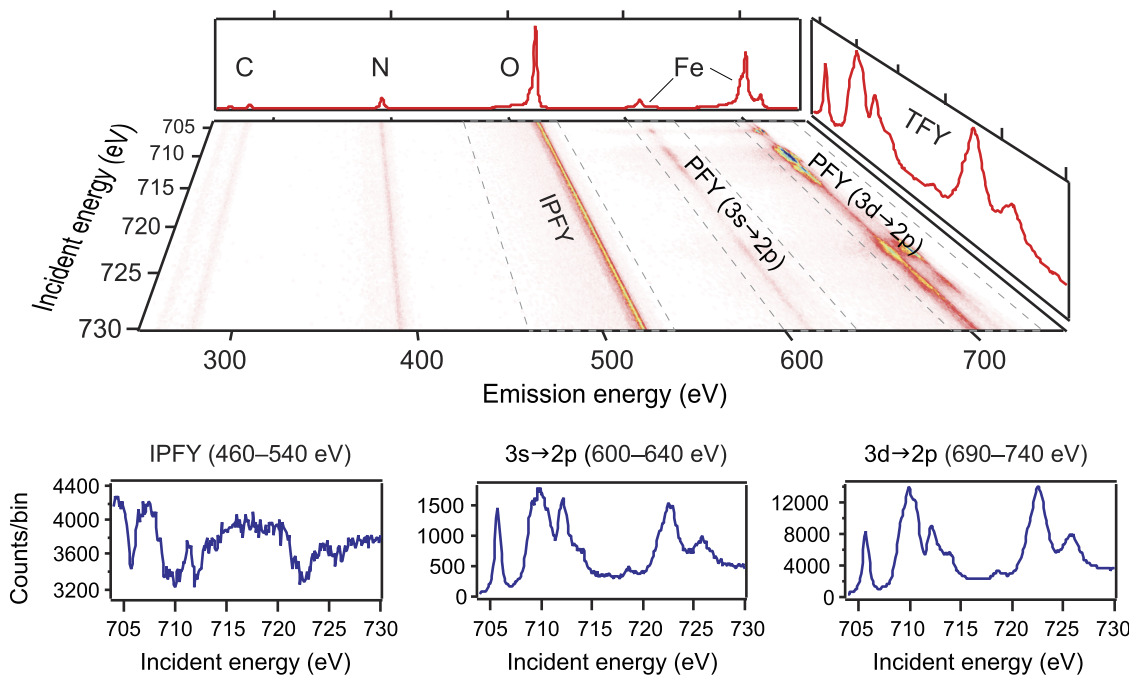 C N O Fe
TFY
705
710
715
720
725
730
Incident energy (eV)
IPFY
PFY (3s→2p)
PFY (3d→2p)
300 400 500 600 700
Emission energy (eV)
IPFY (460–540 eV)
4400
4000
3600
3200
Counts/bin
705 710 715 720 725 730
Incident energy (eV)
3s→2p (600–640 eV)
1500
1000
500
0
705 710 715 720 725 730
Incident energy (eV)
3d→2p (690–740 eV)
12000
8000
4000
0
705 710 715 720 725 730
Incident energy (eV)